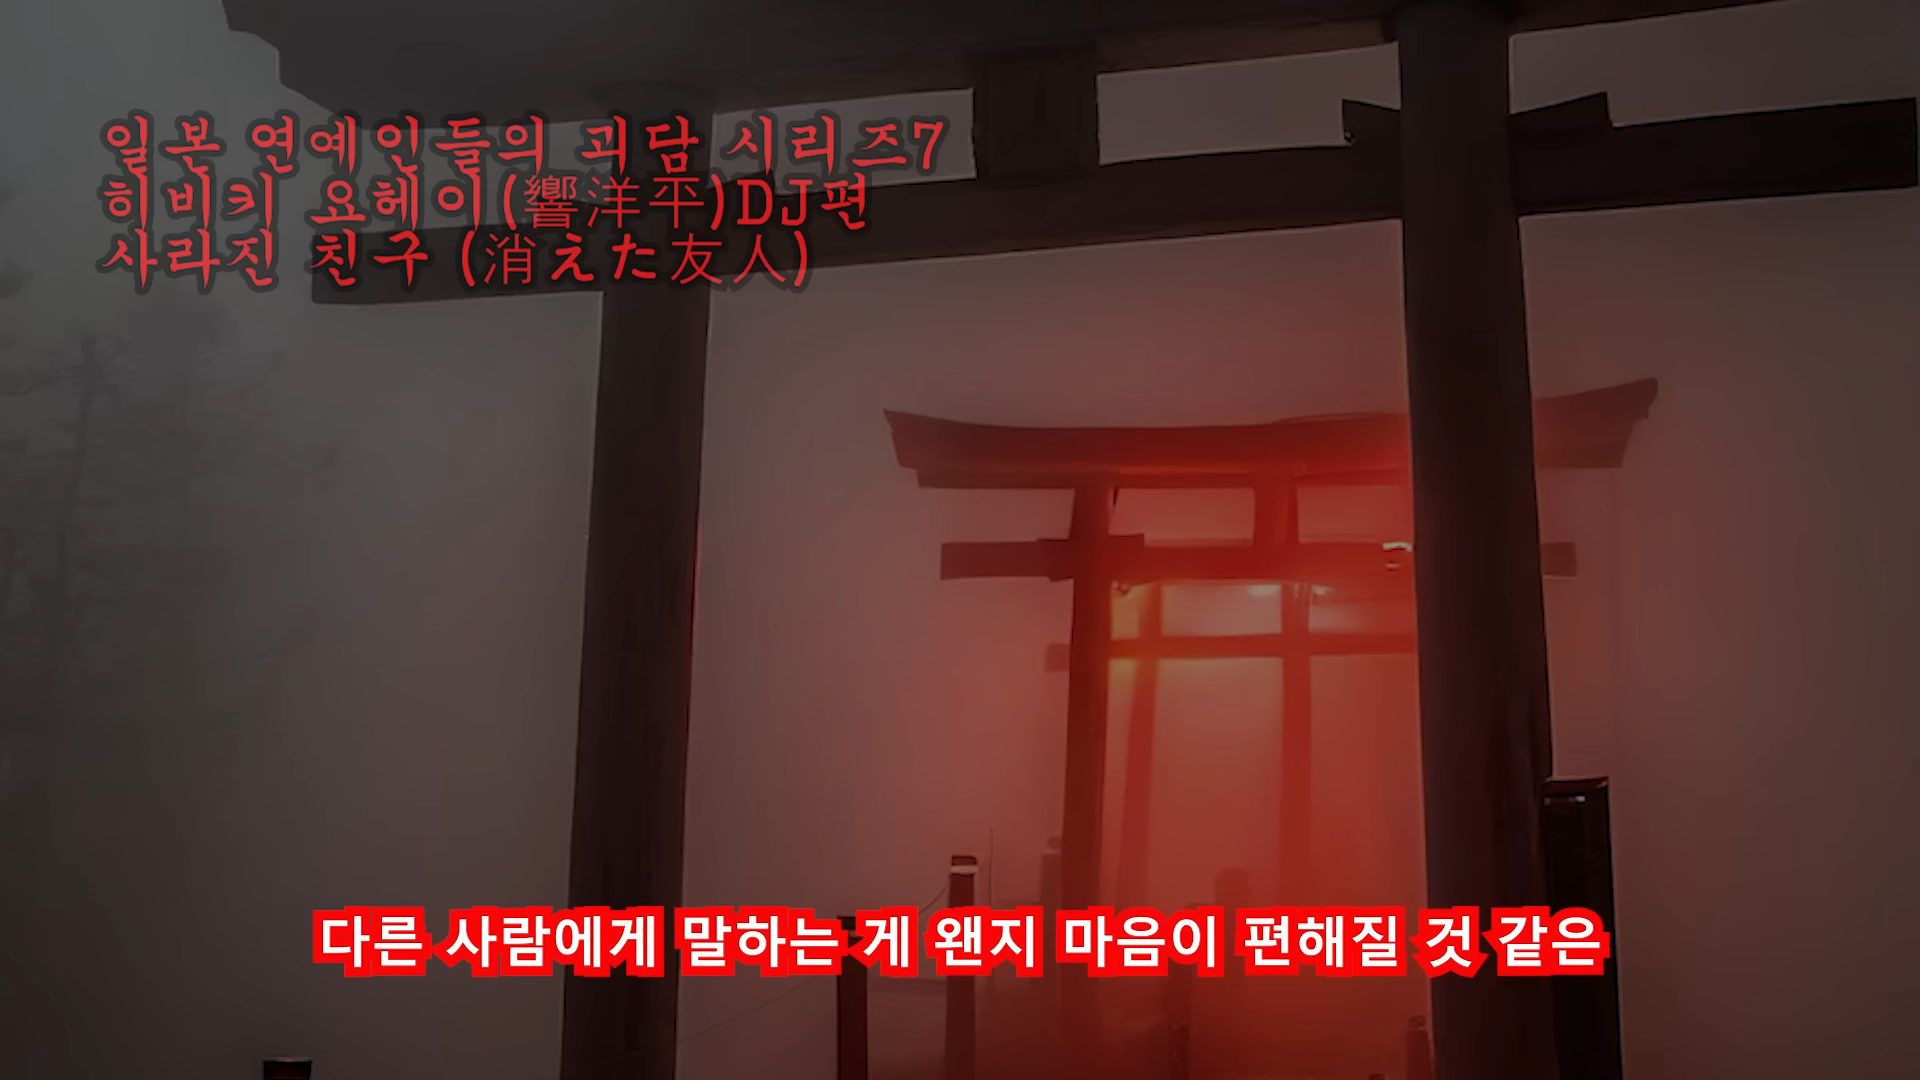 일본 연예인들의 괴담 시리즈7
히비키 요헤이(響洋平)DJ편
사라진 친구 (消えた友人)
다른 사람에게 말하는 게 왠지 마음이 편해질 것 같은